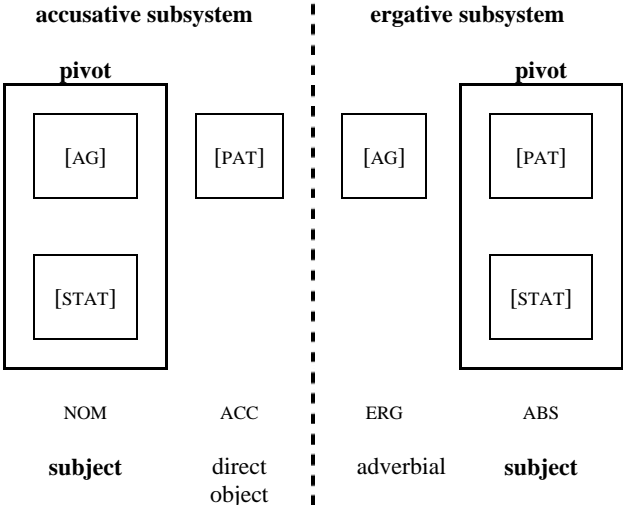 accusative subsystem
ergative subsystem
pivot
pivot
[AG]
[PAT]
[AG]
[PAT]
[STAT]
[STAT]
NOM
ACC
ERG
ABS
subject
direct
object
adverbial
subject